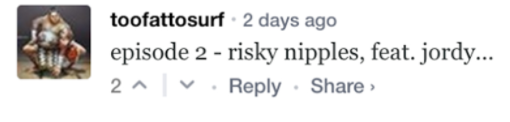 toofattosurf · 2 days ago
episode 2 - risky nipples, feat. jordy...
2 · Reply · Share ›